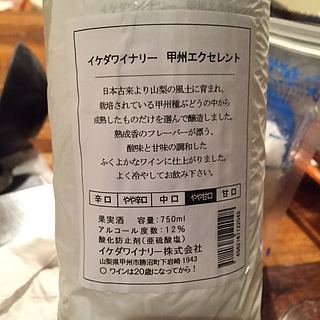 イケダワイナリー 甲州エクセレント
日本古来より山梨の風土に育まれ、
栽培されている甲州種ぶどうの中から
成熟したものだけを選んで醸造しました。
熟成香のフレーバーが漂う、
酸味と甘味の調和した
ふくよかなワインに仕上がりました。
よく冷やしてお飲み下さい。
辛口 やや辛口 中口 やや甘口 甘口
果実酒 容量:750ml
アルコール度数:12%
酸化防止剤(亜硫酸塩)
イケダワイナリー株式会社
山梨県甲州市勝沼町下岩崎1943
○ワインは20歳になってから!